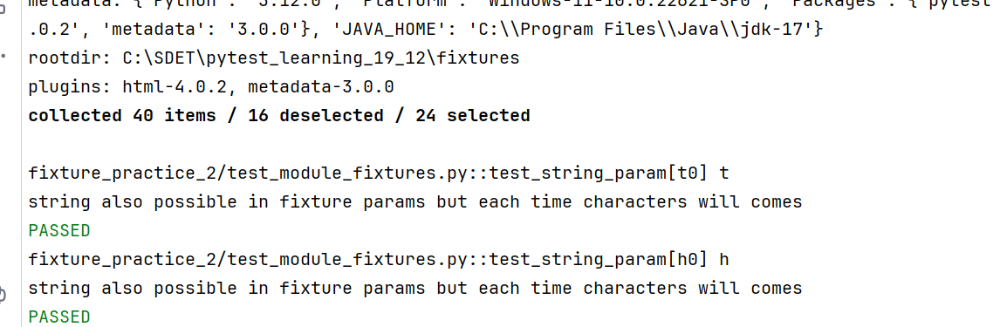 metadata: {'Python': '3.12.0', 'Platform': 'Windows-11-10.0.22621-SP0', 'Packages': {'pytest
.0.2', 'metadata': '3.0.0'}, 'JAVA_HOME': 'C:\\Program Files\\Java\\jdk-17'}
rootdir: C:\SDET\pytest_learning_19_12\fixtures
plugins: html-4.0.2, metadata-3.0.0
collected 40 items / 16 deselected / 24 selected
fixture_practice_2/test_module_fixtures.py::test_string_param[t0] t
string also possible in fixture params but each time characters will comes
PASSED
fixture_practice_2/test_module_fixtures.py::test_string_param[h0] h
string also possible in fixture params but each time characters will comes
PASSED